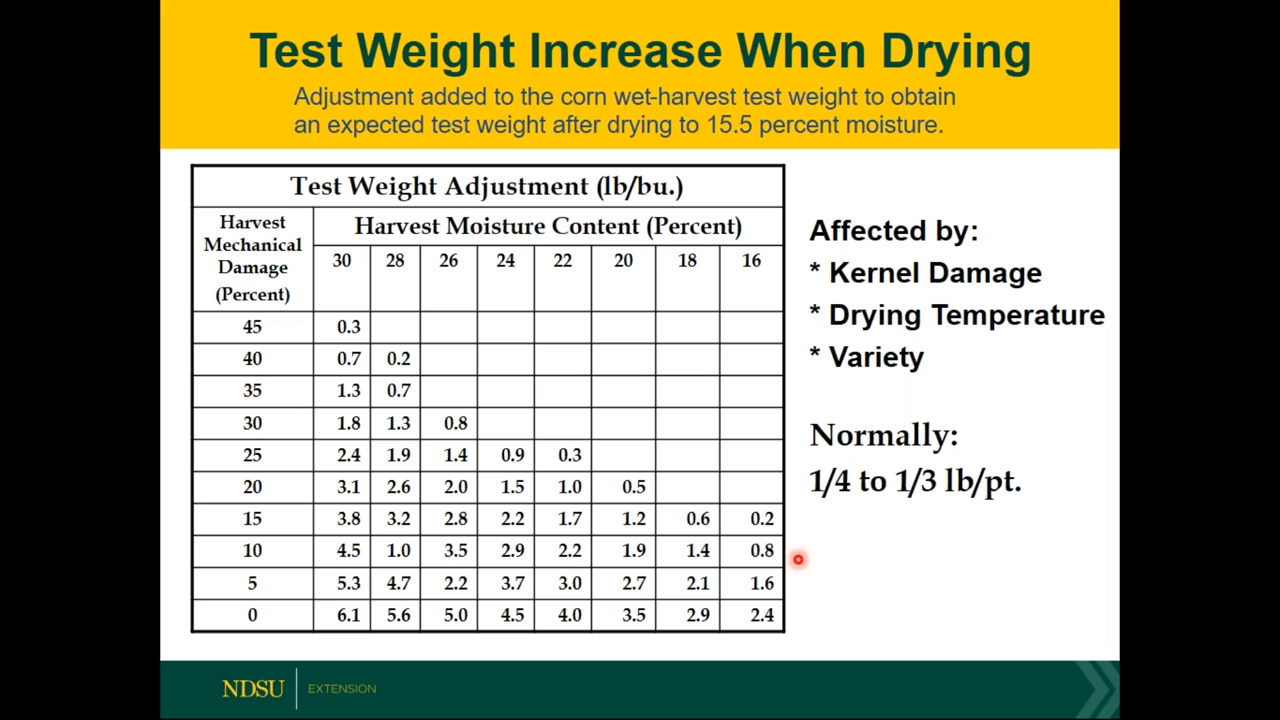 Test Weight Increase When Drying
Adjustment added to the corn wet-harvest test weight to obtain
an expected test weight after drying to 15.5 percent moisture.
Test Weight Adjustment (lb/bu.)
Harvest
Mechanical
Damage
(Percent)
Harvest Moisture Content (Percent)
30 28 26 24 22 20 18 16
45 0.3
40 0.7 0.2
35 1.3 0.7
30 1.8 1.3 0.8
25 2.4 1.9 1.4 0.9 0.3
20 3.1 2.6 2.0 1.5 1.0 0.5
15 3.8 3.2 2.8 2.2 1.7 1.2 0.6 0.2
10 4.5 1.0 3.5 2.9 2.2 1.9 1.4 0.8
5 5.3 4.7 2.2 3.7 3.0 2.7 2.1 1.6
0 6.1 5.6 5.0 4.5 4.0 3.5 2.9 2.4
Affected by:
* Kernel Damage
* Drying Temperature
* Variety
Normally:
1/4 to 1/3 lb/pt.
NDSU EXTENSION